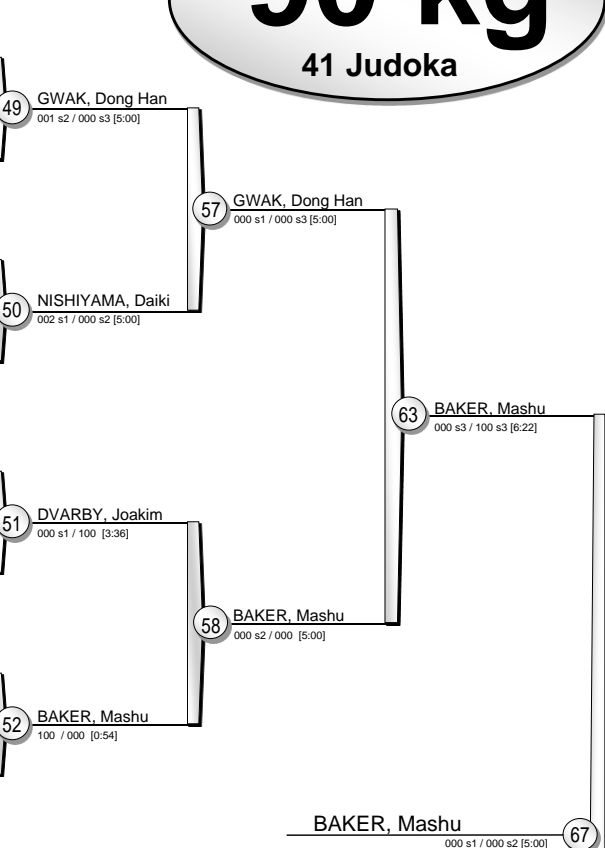 90 kg
41 Judoka
49 GWAK, Dong Han
001 s2 / 000 s3 [5:00]
57 GWAK, Dong Han
000 s1 / 000 s3 [5:00]
50 NISHIYAMA, Daiki
002 s1 / 000 s2 [5:00]
63 BAKER, Mashu
000 s3 / 100 s3 [6:22]
51 DVARBY, Joakim
000 s1 / 100 [3:36]
58 BAKER, Mashu
000 s2 / 000 [5:00]
52 BAKER, Mashu
100 / 000 [0:54]
BAKER, Mashu 67
000 s1 / 000 s2 [5:00]